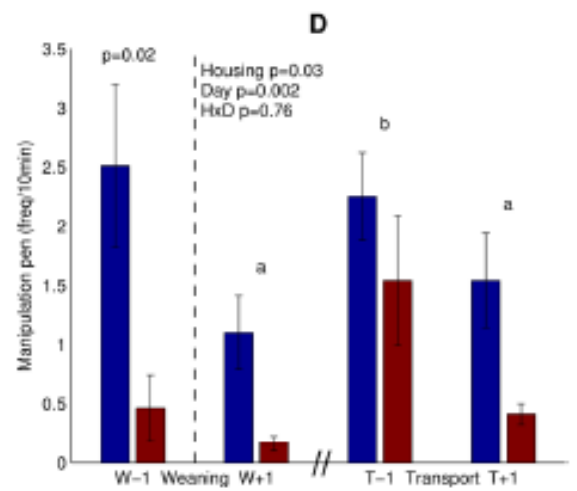 D
3.5
p=0.02
Housing p=0.03
Day p=0.002
HxD p=0.76
3
2.5
2
1.5
1
0.5
0
Manipulation pen (freq/10min)
b
a
a
W−1 Weaning W+1 // T−1 Transport T+1